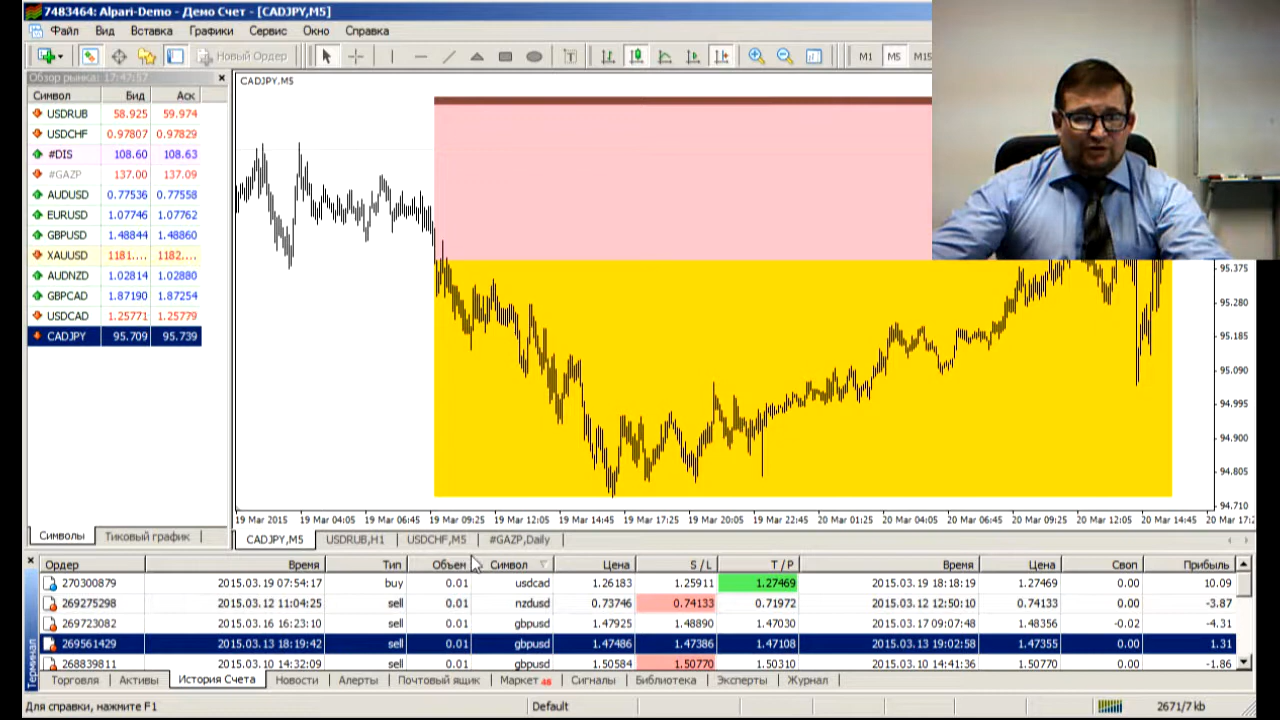 7483464: Alpari-Demo - Демо Счет - [CADJPY,M5]
Файл Вид Вставка Графики Сервис Окно Справка
Новый Ордер M1 M5 M15
Обзор рынка: 17:47:57
Символ Бид Аск
USDRUB 58.925 59.974
USDCHF 0.97807 0.97829
#DIS 108.60 108.63
#GAZP 137.00 137.09
AUDUSD 0.77536 0.77558
EURUSD 1.07746 1.07762
GBPUSD 1.48844 1.48860
XAUUSD 1181.... 1182....
AUDNZD 1.02814 1.02880
GBPCAD 1.87190 1.87254
USDCAD 1.25771 1.25779
CADJPY 95.709 95.739
Символы Тиковый график
CADJPY,M5
95.375
95.280
95.185
95.090
94.995
94.900
94.805
94.710
19 Mar 2015 19 Mar 04:05 19 Mar 06:45 19 Mar 09:25 19 Mar 12:05 19 Mar 14:45 19 Mar 17:25 19 Mar 20:05 19 Mar 22:45 20 Mar 01:25 20 Mar 04:05 20 Mar 06:45 20 Mar 09:25 20 Mar 12:05 20 Mar 14:45 20 Mar 17:2
CADJPY,M5 USDRUB,H1 USDCHF,M5 #GAZP,Daily
Ордер Время Тип Объем Символ Цена S / L T / P Время Цена Своп Прибыль
270300879 2015.03.19 07:54:17 buy 0.01 usdcad 1.26183 1.25911 1.27469 2015.03.19 18:18:19 1.27469 0.00 10.09
269275298 2015.03.12 11:04:25 sell 0.01 nzdusd 0.73746 0.74133 0.71972 2015.03.12 12:50:10 0.74133 0.00 -3.87
269723082 2015.03.16 16:23:10 sell 0.01 gbpusd 1.47925 1.48890 1.47030 2015.03.17 09:07:48 1.48356 -0.02 -4.31
269561429 2015.03.13 18:19:42 sell 0.01 gbpusd 1.47486 1.47386 1.47108 2015.03.13 19:02:58 1.47355 0.00 1.31
268839811 2015.03.10 14:32:09 sell 0.01 gbpusd 1.50584 1.50770 1.50310 2015.03.10 14:41:36 1.50770 0.00 -1.86
Терминал
Торговля Активы История Счета Новости Алерты Почтовый ящик Маркет 48 Сигналы Библиотека Эксперты Журнал
Для справки, нажмите F1 Default 2671/7 kb